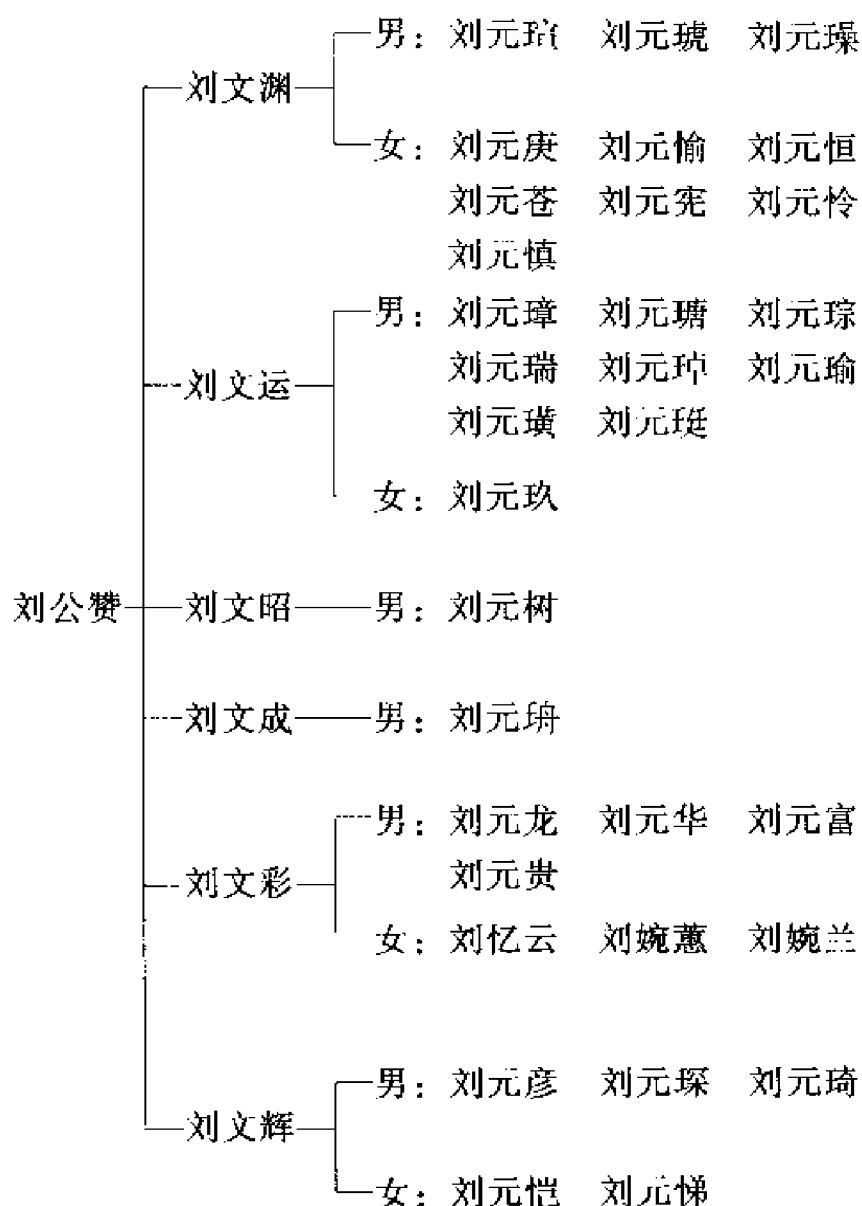 男：刘元瑄 刘元琥 刘元璪
刘文渊
女：刘元庚 刘元愉 刘元恒
刘元苍 刘元宪 刘元怜
刘元慎
男：刘元璋 刘元瑭 刘元琮
刘文运
刘元瑞 刘元琸 刘元瑜
刘元璜 刘元珽
女：刘元玖
刘公赞
刘文昭
男：刘元树
刘文成
男：刘元
男：刘元龙 刘元华 刘元富
刘文彩
刘元贵
女：刘亿云 刘婉蕙 刘婉兰
男：刘元彦 刘元琛 刘元琦
刘文辉
女：刘元恺 刘元悌